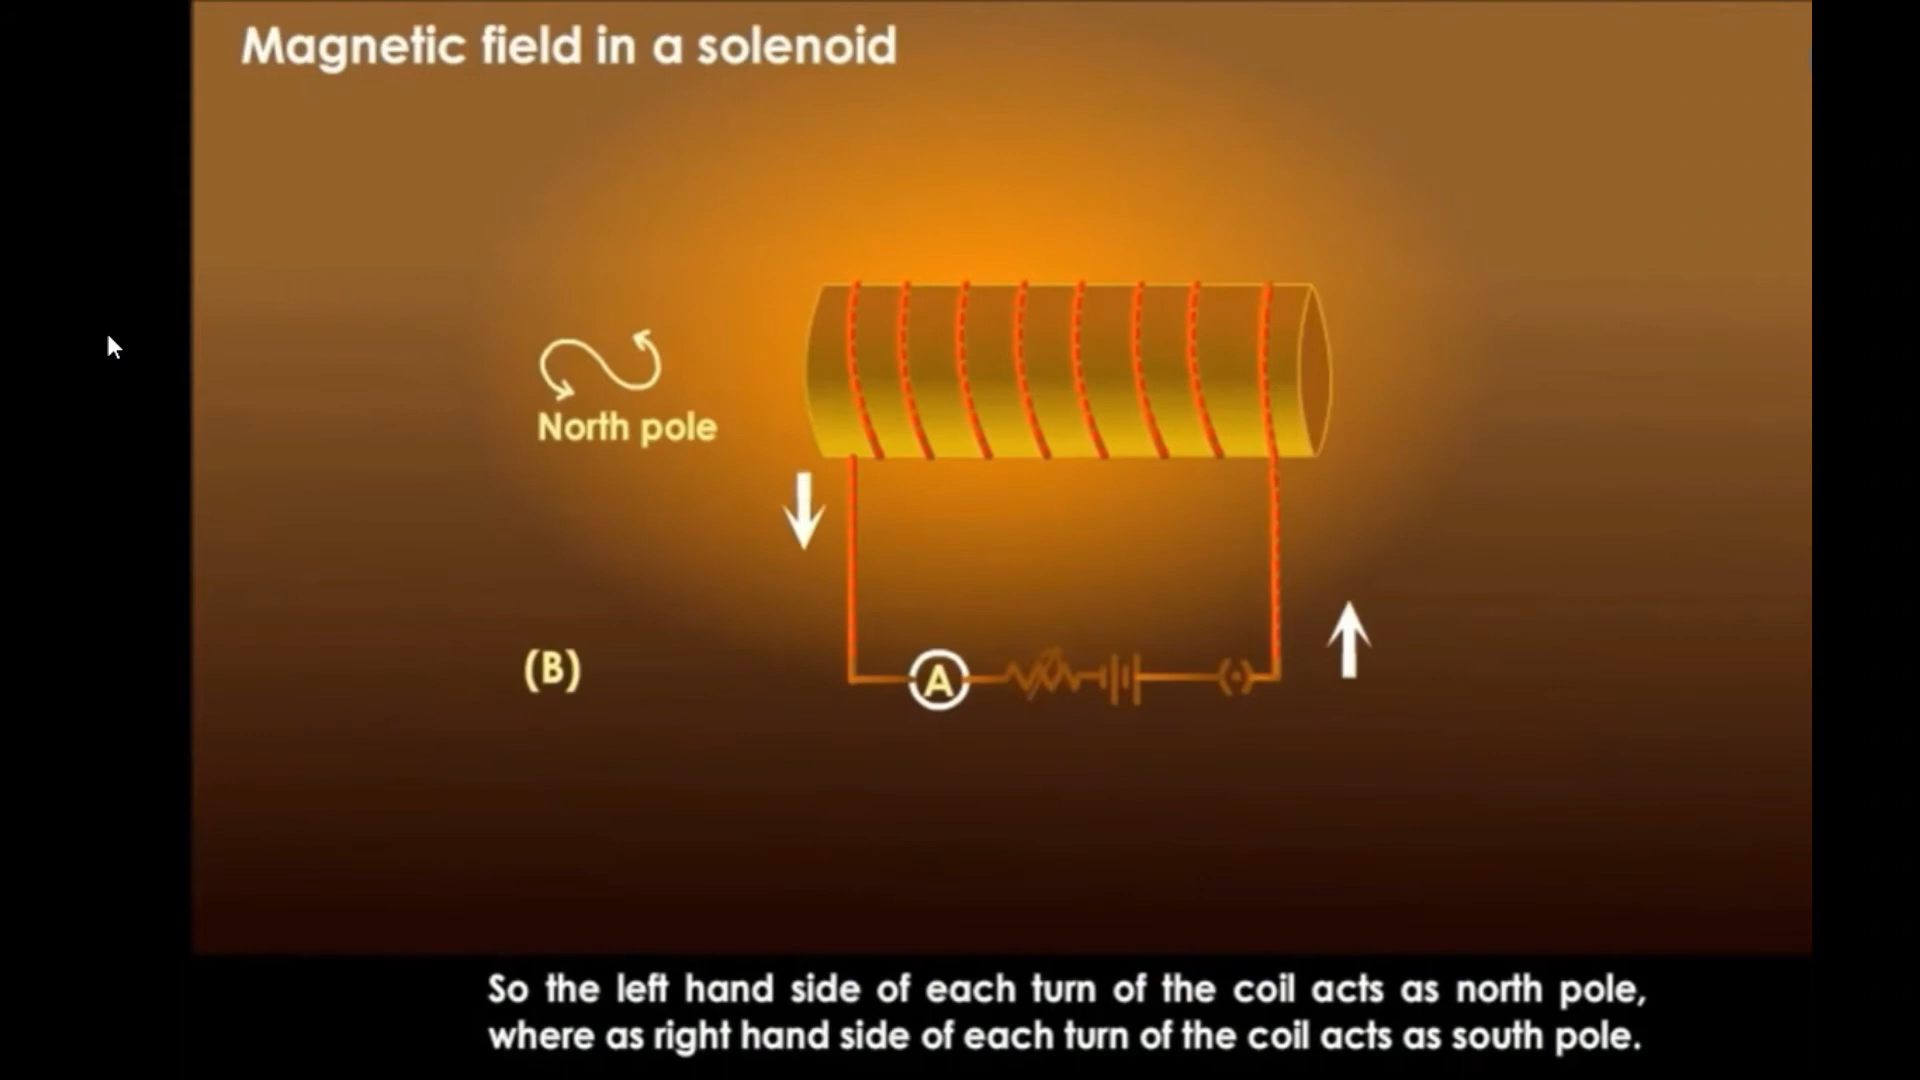 Magnetic field in a solenoid
North pole
(B)
A
So the left hand side of each turn of the coil acts as north pole,
where as right hand side of each turn of the coil acts as south pole.